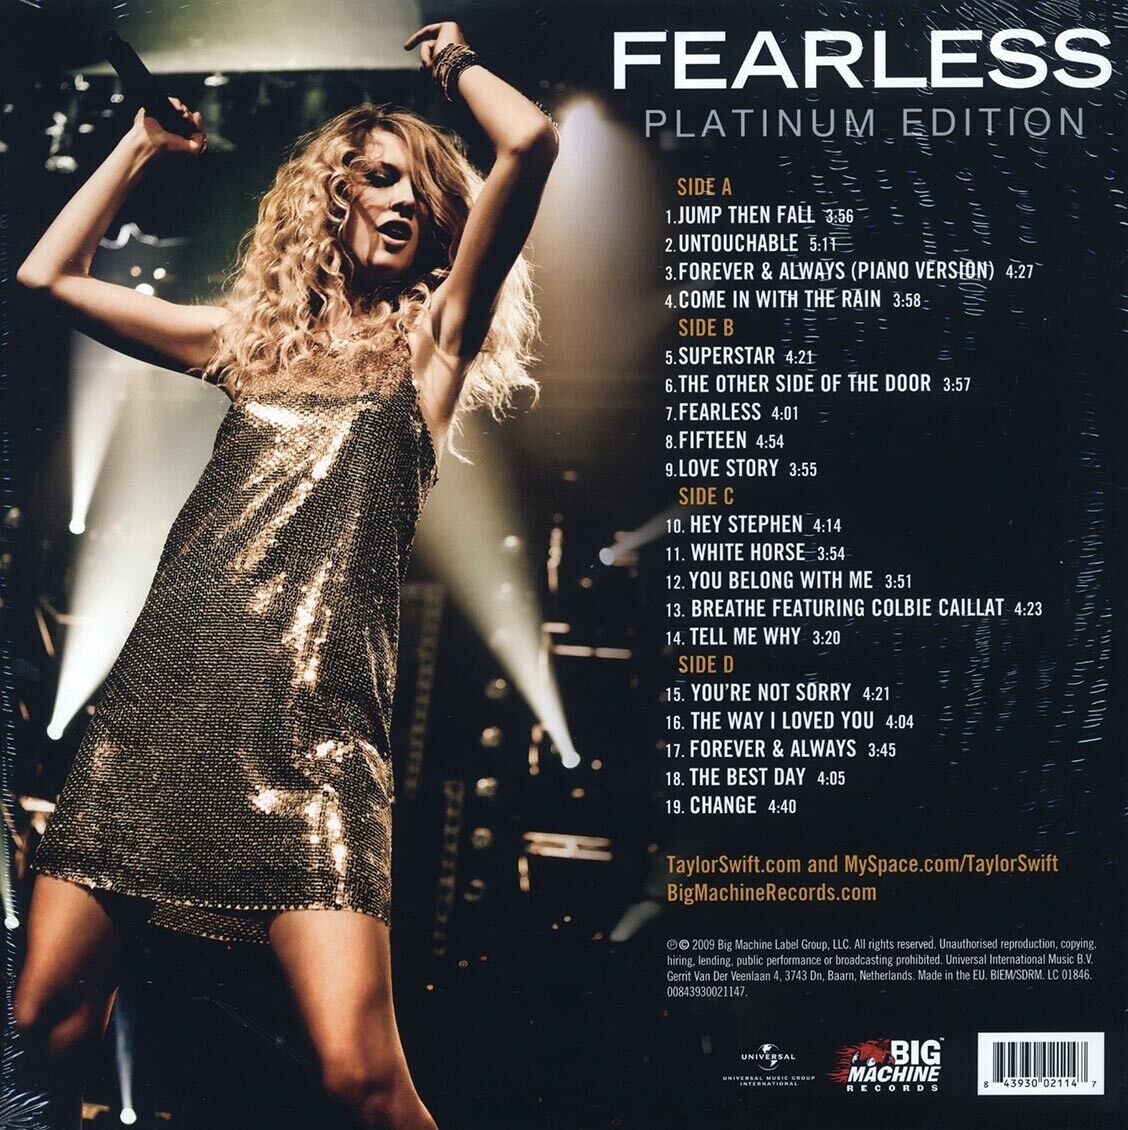 FEARLESS
PLATINUM EDITION
SIDE A
1. JUMP THEN FALL 3:56
2. UNTOUCHABLE 5:11
3. FOREVER & ALWAYS (PIANO VERSION) 4:27
4. COME IN WITH THE RAIN 3:58
SIDE B
5. SUPERSTAR 4:21
6. THE OTHER SIDE OF THE DOOR 3:57
7. FEARLESS 4:01
8. FIFTEEN 4:54
9. LOVE STORY 3:55
SIDE C
10. HEY STEPHEN 4:14
11. WHITE HORSE 3:54
12. YOU BELONG WITH ME 3:51
13. BREATHE FEATURING COLBIE CAILLAT 4:23
14. TELL ME WHY 3:20
SIDE D
15. YOU'RE NOT SORRY 4:21
16. THE WAY I LOVED YOU 4:04
17. FOREVER & ALWAYS 3:45
18. THE BEST DAY 4:05
19. CHANGE 4:40
TaylorSwift.com and MySpace.com/TaylorSwift
BigMachineRecords.com
℗ © 2009 Big Machine Label Group, LLC. All rights reserved. Unauthorised reproduction, copying,
hiring, lending, public performance or broadcasting prohibited. Universal International Music B.V.
Gerrit Van Der Veenlaan 4, 3743 Dn, Baarn, Netherlands. Made in the EU. BIEM/SDRM. LC 01846.
00843930021147.
UNIVERSAL
UNIVERSAL MUSIC GROUP
INTERNATIONAL
BIG™
MACHINE
RECORDS
8 43930 02114 7